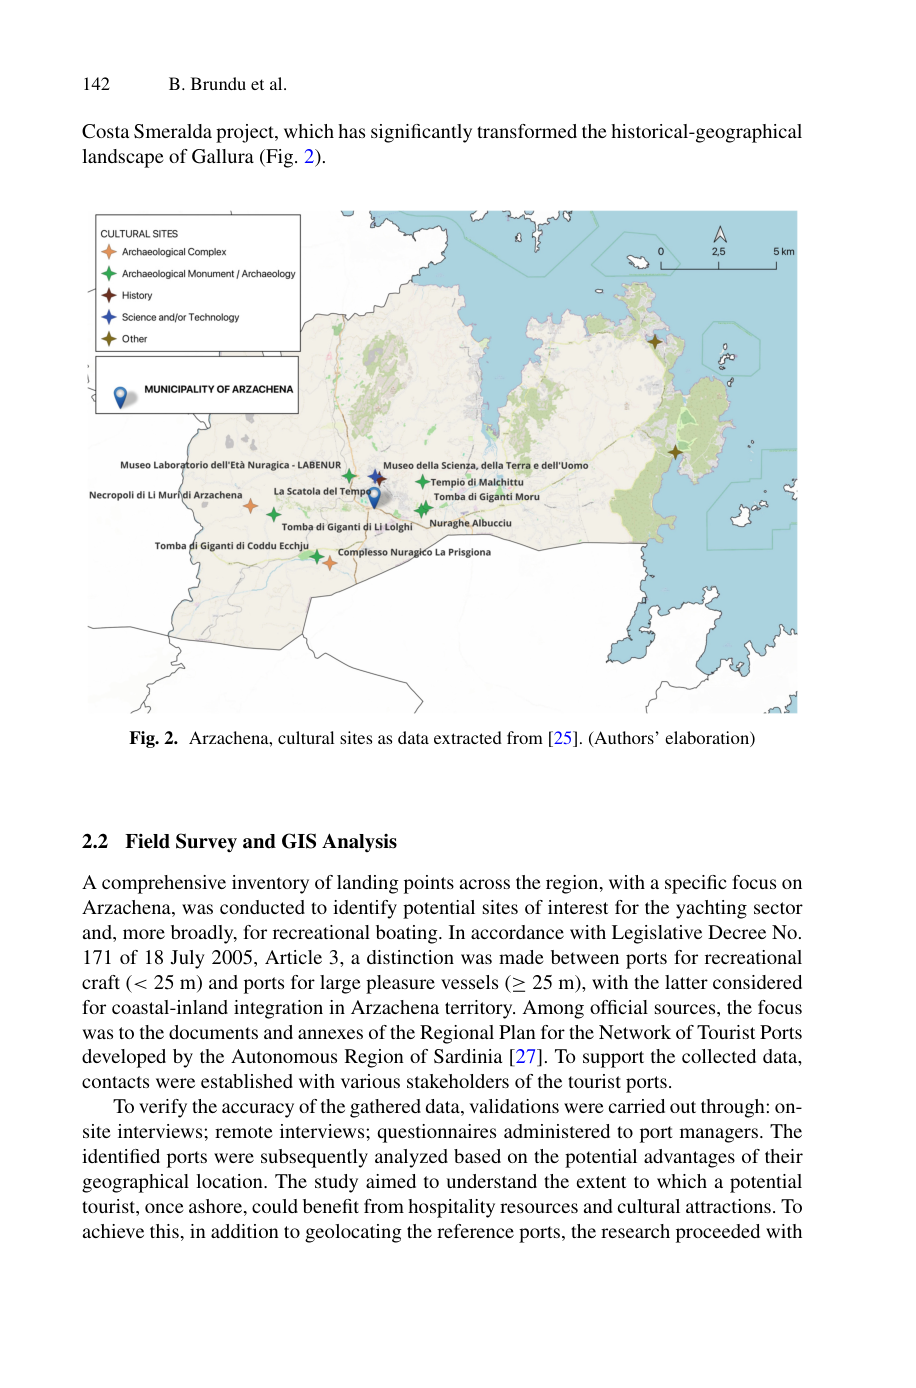 142 B. Brundu et al.
Costa Smeralda project, which has significantly transformed the historical-geographical
landscape of Gallura (Fig. 2).
CULTURAL SITES
Archaeological Complex
Archaeological Monument / Archaeology
History
Science and/or Technology
Other
MUNICIPALITY OF ARZACHENA
0 2,5 5 km
Museo Laboratorio dell'Età Nuragica - LABENUR
Museo della Scienza, della Terra e dell'Uomo
Tempio di Malchittu
Necropoli di Li Muri di Arzachena
La Scatola del Tempo
Tomba di Giganti Moru
Tomba di Giganti di Li Lolghi
Nuraghe Albucciu
Tomba di Giganti di Coddu Ecchju
Complesso Nuragico La Prisgiona
Fig. 2. Arzachena, cultural sites as data extracted from [25]. (Authors' elaboration)
2.2 Field Survey and GIS Analysis
A comprehensive inventory of landing points across the region, with a specific focus on
Arzachena, was conducted to identify potential sites of interest for the yachting sector
and, more broadly, for recreational boating. In accordance with Legislative Decree No.
171 of 18 July 2005, Article 3, a distinction was made between ports for recreational
craft (< 25 m) and ports for large pleasure vessels (≥ 25 m), with the latter considered
for coastal-inland integration in Arzachena territory. Among official sources, the focus
was to the documents and annexes of the Regional Plan for the Network of Tourist Ports
developed by the Autonomous Region of Sardinia [27]. To support the collected data,
contacts were established with various stakeholders of the tourist ports.
To verify the accuracy of the gathered data, validations were carried out through: on-
site interviews; remote interviews; questionnaires administered to port managers. The
identified ports were subsequently analyzed based on the potential advantages of their
geographical location. The study aimed to understand the extent to which a potential
tourist, once ashore, could benefit from hospitality resources and cultural attractions. To
achieve this, in addition to geolocating the reference ports, the research proceeded with